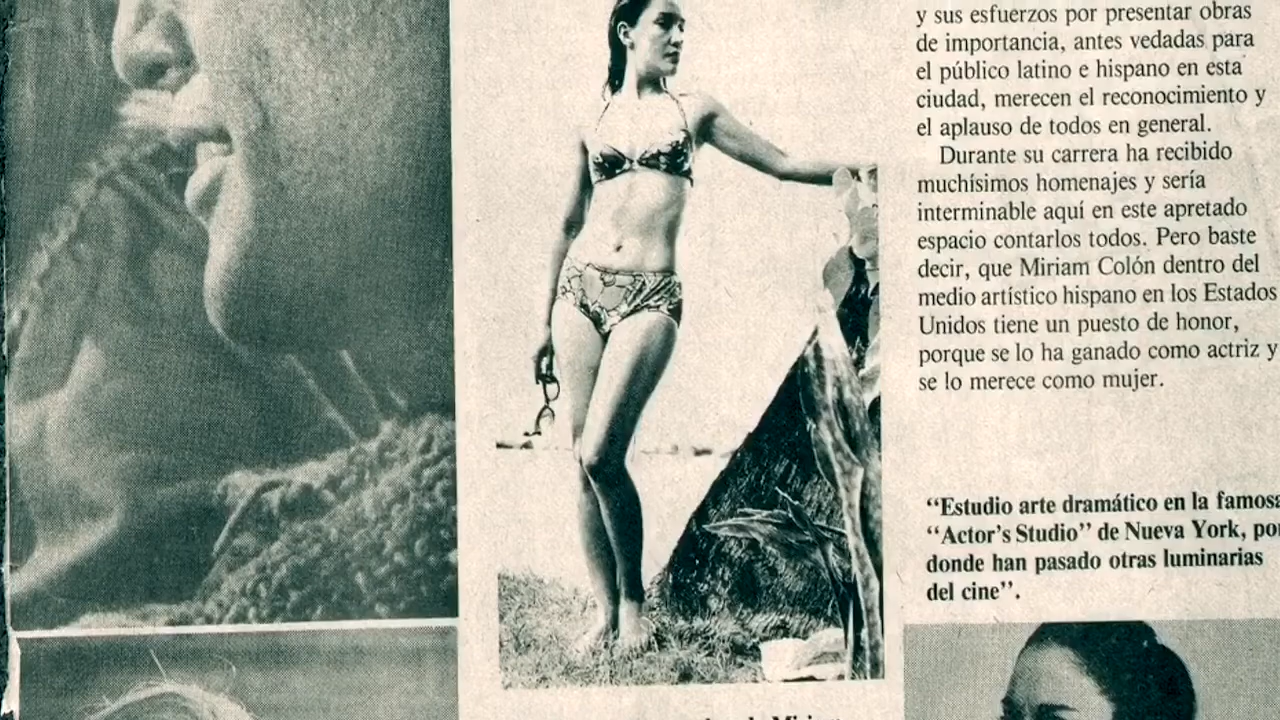 y sus esfuerzos por presentar obras
de importancia, antes vedadas para
el público latino e hispano en esta
ciudad, merecen el reconocimiento y
el aplauso de todos en general.
Durante su carrera ha recibido
muchísimos homenajes y sería
interminable aquí en este apretado
espacio contarlos todos. Pero baste
decir, que Miriam Colón dentro del
medio artístico hispano en los Estados
Unidos tiene un puesto de honor,
porque se lo ha ganado como actriz y
se lo merece como mujer.
“Estudio arte dramático en la famosa
“Actor’s Studio” de Nueva York, por
donde han pasado otras luminarias
del cine”.